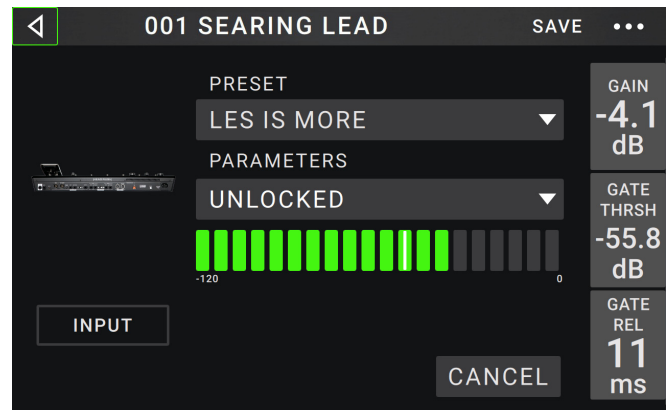 001 SEARING LEAD
SAVE
PRESET
LES IS MORE
PARAMETERS
UNLOCKED
-120
0
INPUT
CANCEL
GAIN
-4.1
dB
GATE
THRSH
-55.8
dB
GATE
REL
11
ms